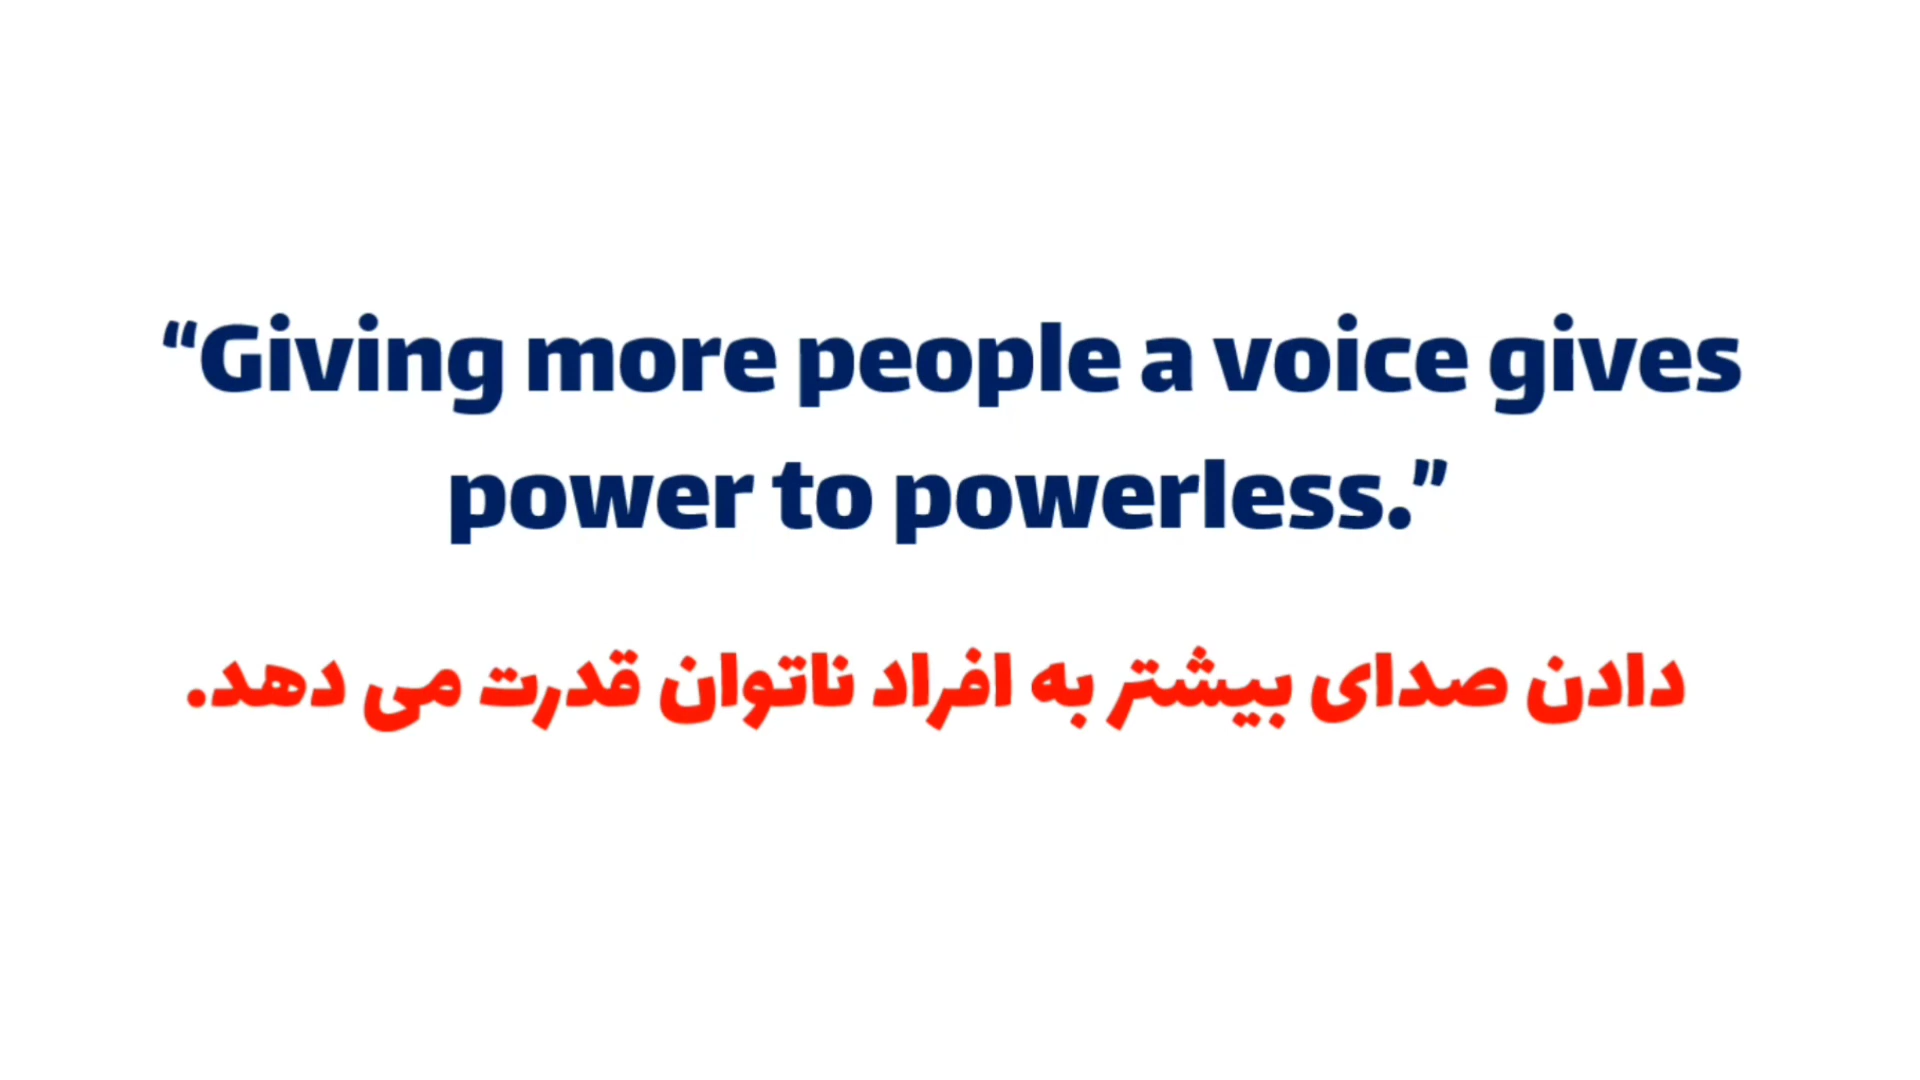 “Giving more people a voice gives
power to powerless.”
دادن صدای بیشتر به افراد ناتوان قدرت می دهد.